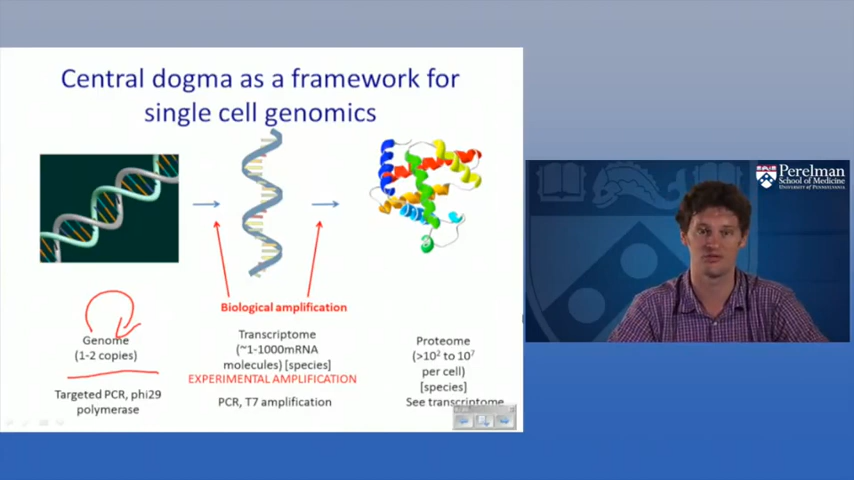 Central dogma as a framework for
single cell genomics
Biological amplification
Genome
(1-2 copies)
Transcriptome
(~1-1000mRNA
molecules) [species]
Proteome
(>10² to 10⁷
per cell)
[species]
EXPERIMENTAL AMPLIFICATION
Targeted PCR, phi29
polymerase
PCR, T7 amplification
See transcriptome
Perelman
School of Medicine
University of Pennsylvania